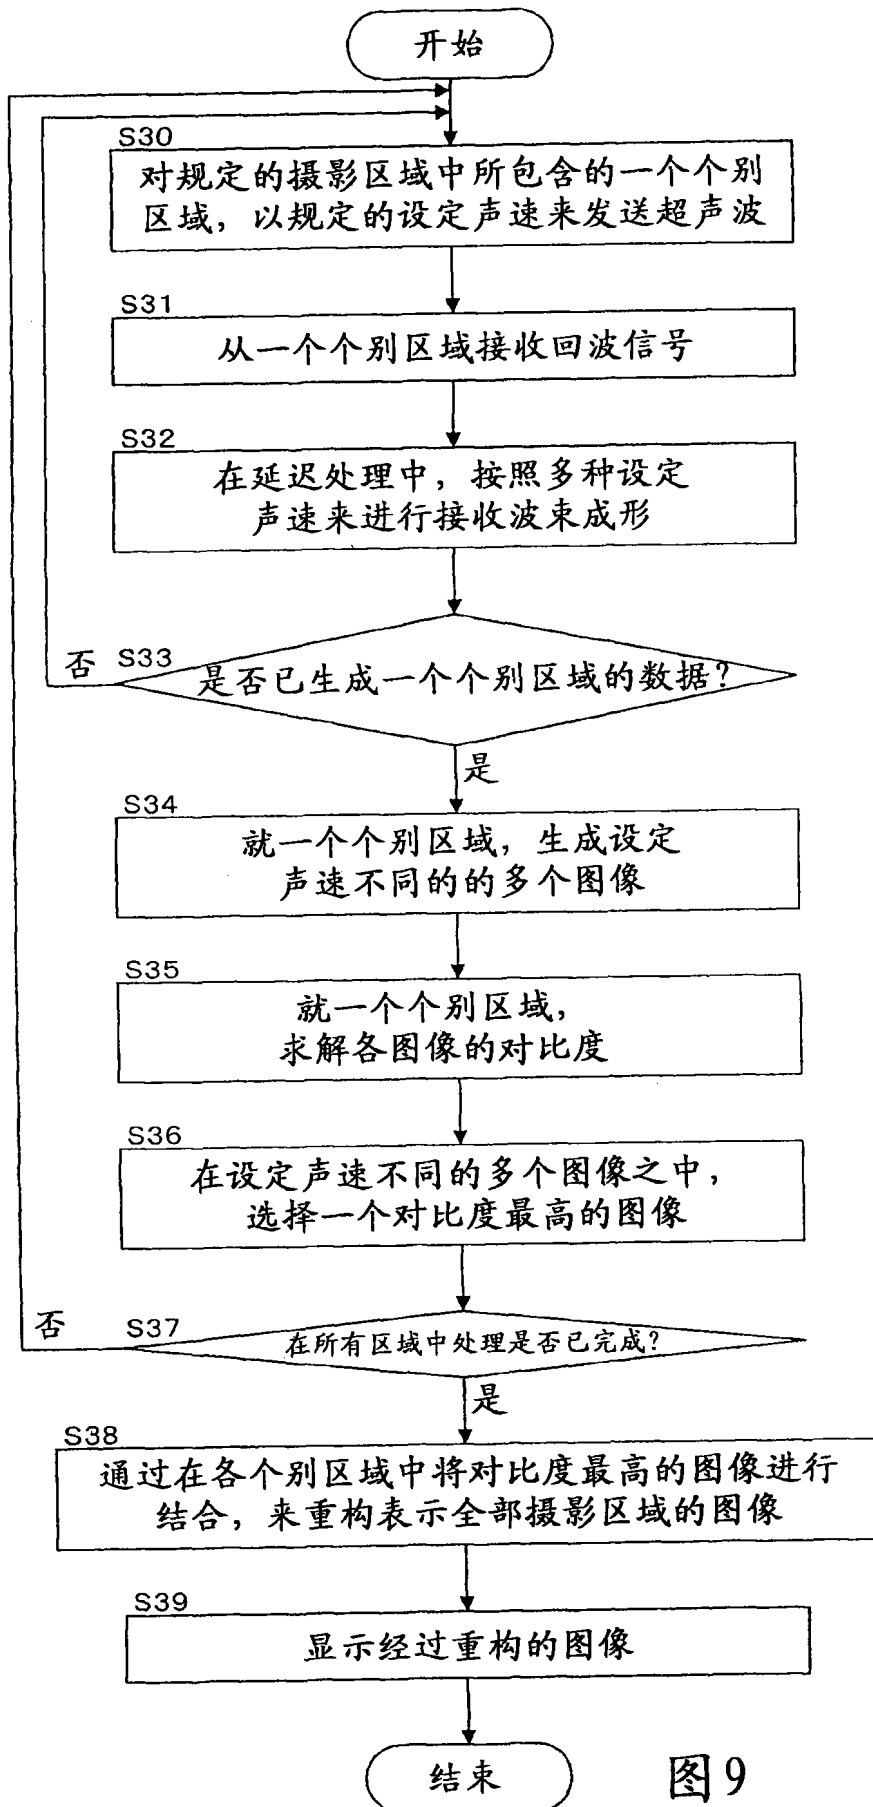 开始
S30
对规定的摄影区域中所包含的一个个别
区域，以规定的设定声速来发送超声波
S31
从一个个别区域接收回波信号
S32
在延迟处理中，按照多种设定
声速来进行接收波束成形
否
S33
是否已生成一个个别区域的数据？
是
S34
就一个个别区域，生成设定
声速不同的的多个图像
S35
就一个个别区域，
求解各图像的对比度
S36
在设定声速不同的多个图像之中，
选择一个对比度最高的图像
否
S37
在所有区域中处理是否已完成？
是
S38
通过在各个别区域中将对比度最高的图像进行
结合，来重构表示全部摄影区域的图像
S39
显示经过重构的图像
结束
图9